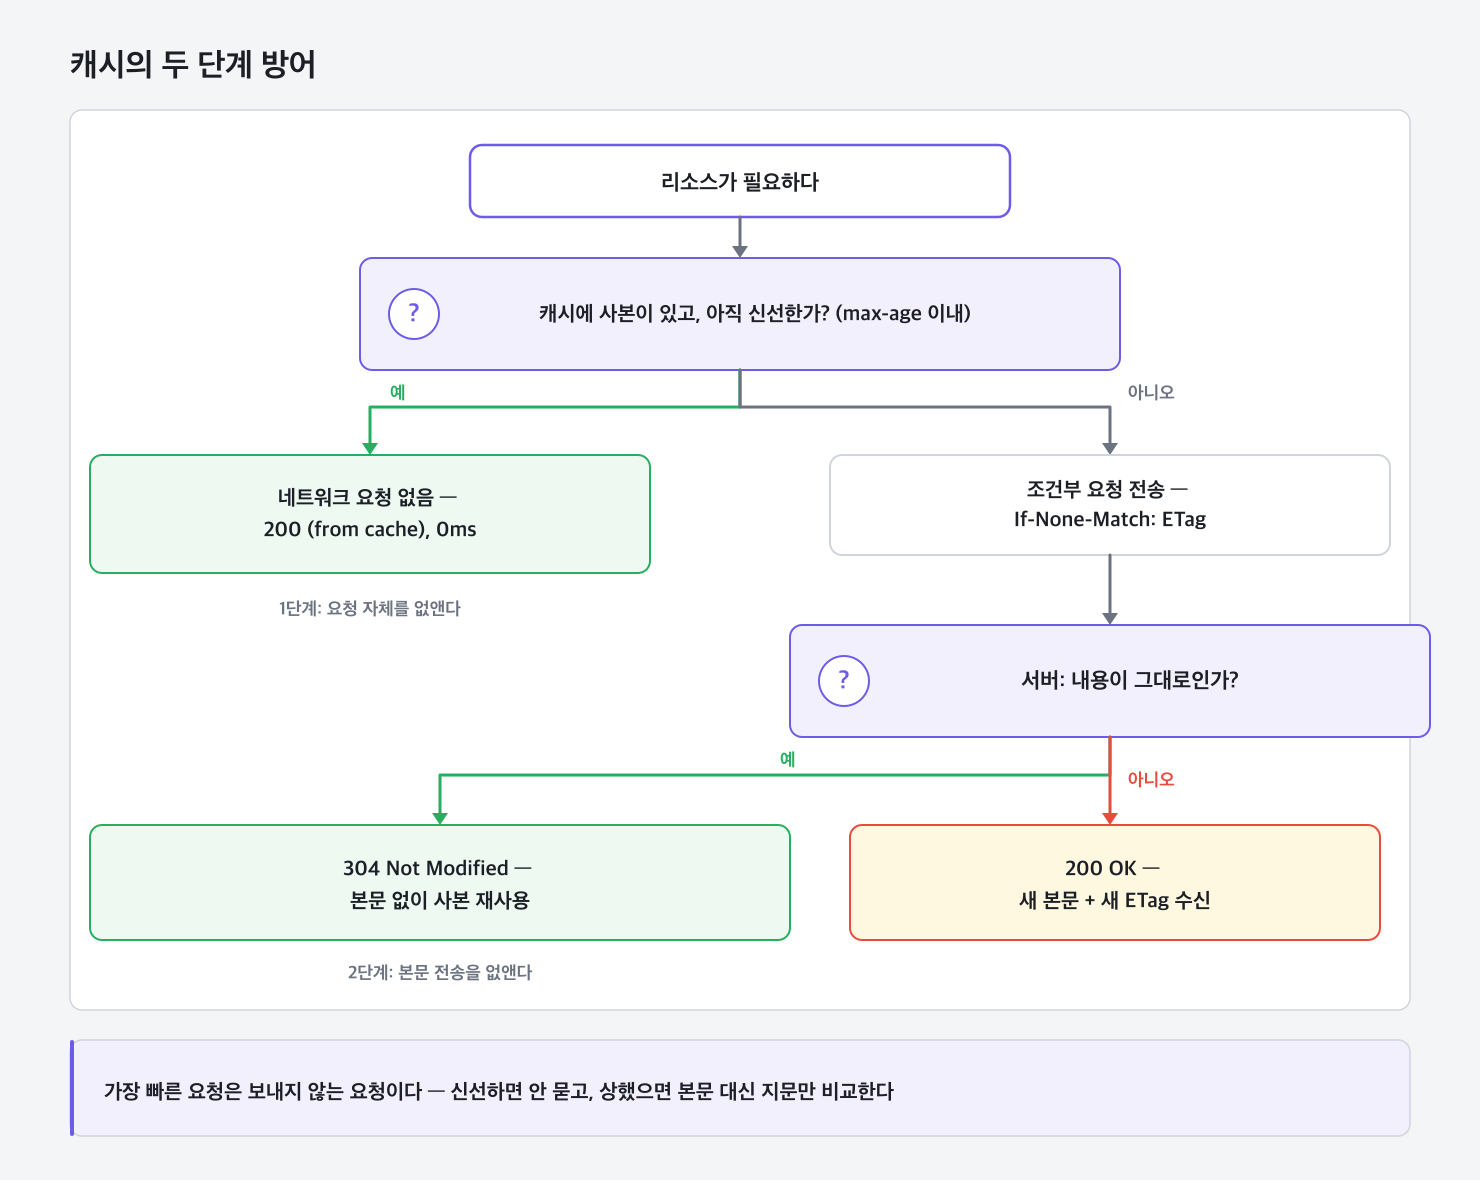 캐시의 두 단계 방어
리소스가 필요하다
?
캐시에 사본이 있고, 아직 신선한가? (max-age 이내)
예
아니오
네트워크 요청 없음 —
200 (from cache), 0ms
조건부 요청 전송 —
If-None-Match: ETag
1단계: 요청 자체를 없앤다
?
서버: 내용이 그대로인가?
예
아니오
304 Not Modified —
본문 없이 사본 재사용
200 OK —
새 본문 + 새 ETag 수신
2단계: 본문 전송을 없앤다
가장 빠른 요청은 보내지 않는 요청이다 — 신선하면 안 묻고, 상했으면 본문 대신 지문만 비교한다